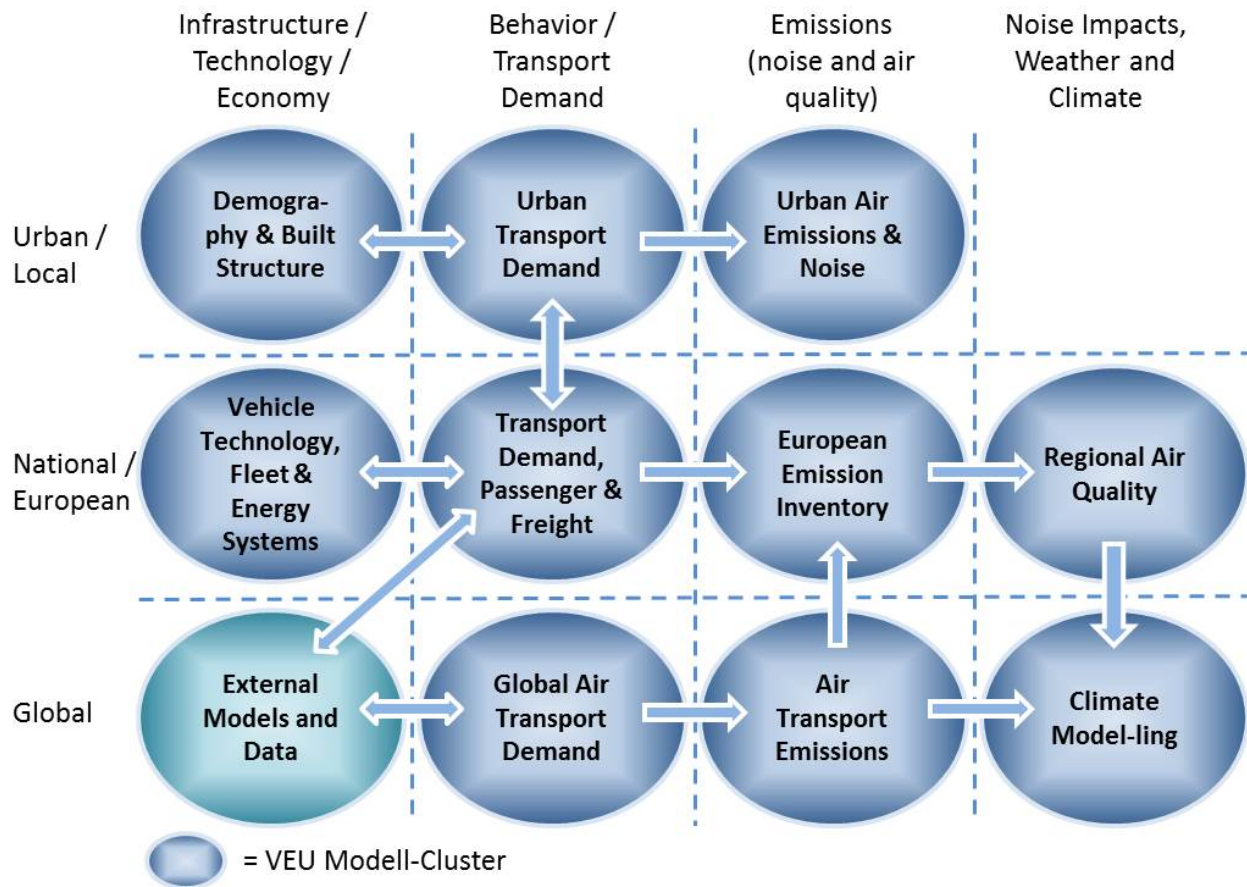 Infrastructure /
Technology /
Economy
Behavior /
Transport
Demand
Emissions
(noise and air
quality)
Noise Impacts,
Weather and
Climate
Urban /
Local
Demogra-
phy & Built
Structure
Urban
Transport
Demand
Urban Air
Emissions &
Noise
National /
European
Vehicle
Technology,
Fleet &
Energy
Systems
Transport
Demand,
Passenger &
Freight
European
Emission
Inventory
Regional Air
Quality
Global
External
Models and
Data
Global Air
Transport
Demand
Air
Transport
Emissions
Climate
Model-ling
= VEU Modell-Cluster